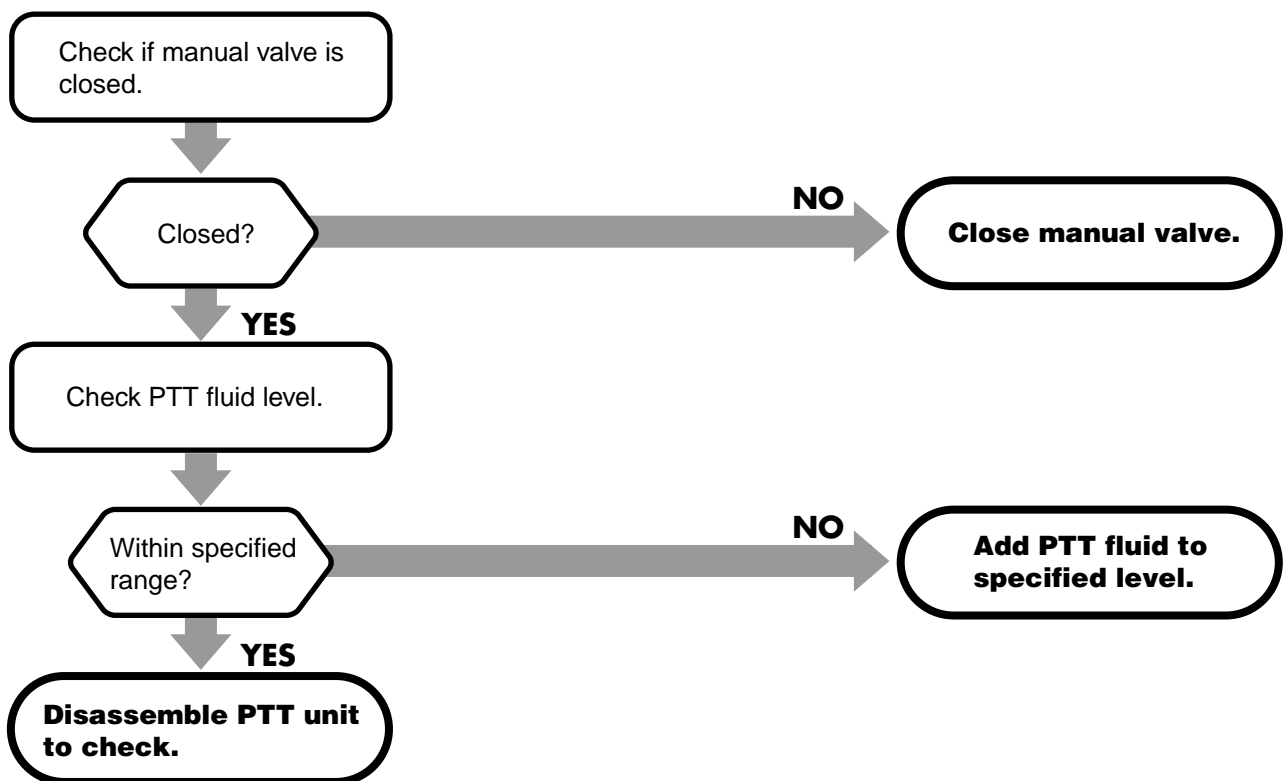 Check if manual valve is
closed.
Closed?
NO
Close manual valve.
YES
Check PTT fluid level.
Within specified
range?
NO
Add PTT fluid to
specified level.
YES
Disassemble PTT unit
to check.